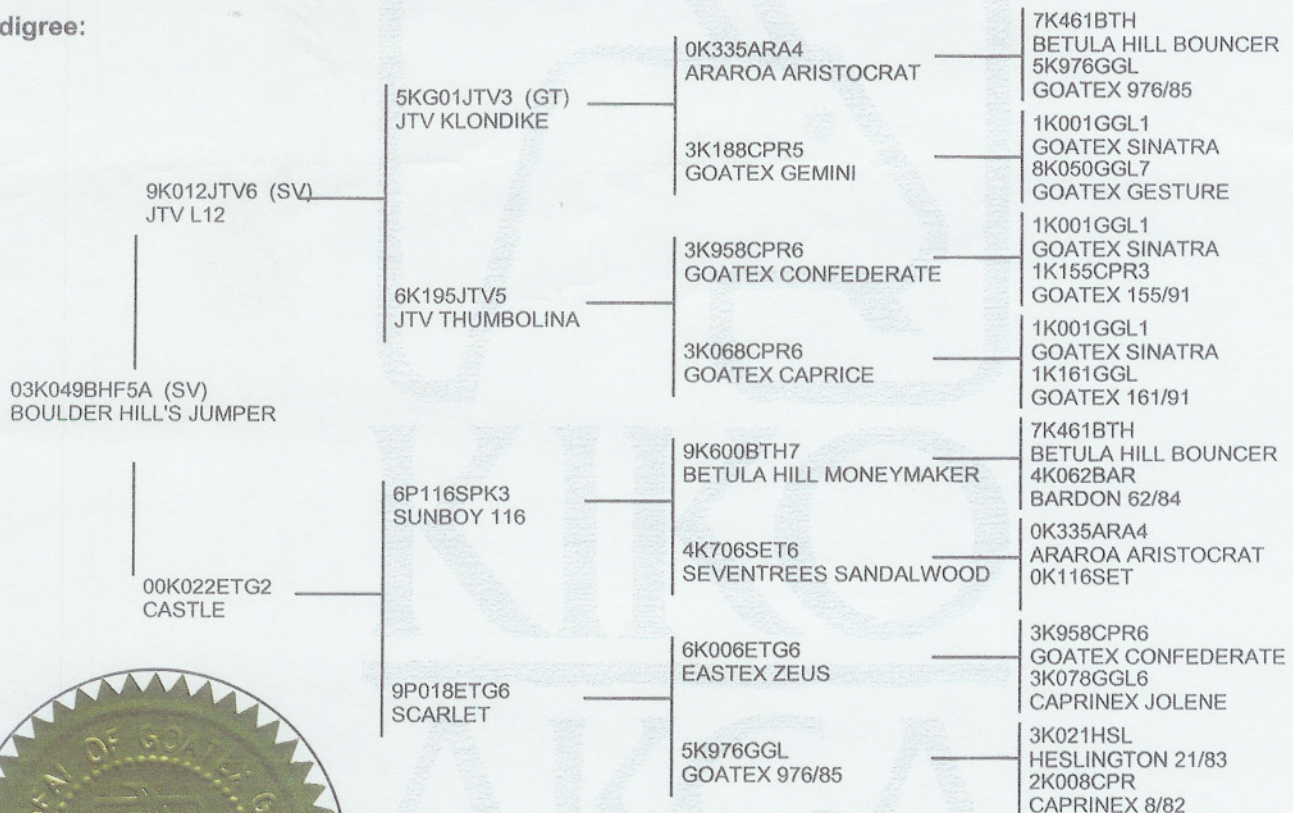 digree:
03K049BHF5A (SV)
BOULDER HILL'S JUMPER
9K012JTV6 (SV)
JTV L12
00K022ETG2
CASTLE
5KG01JTV3 (GT)
JTV KLONDIKE
6K195JTV5
JTV THUMBOLINA
6P116SPK3
SUNBOY 116
9P018ETG6
SCARLET
0K335ARA4
ARAROA ARISTOCRAT
3K188CPR5
GOATEX GEMINI
3K958CPR6
GOATEX CONFEDERATE
3K068CPR6
GOATEX CAPRICE
9K600BTH7
BETULA HILL MONEYMAKER
4K706SET6
SEVENTREES SANDALWOOD
6K006ETG6
EASTEX ZEUS
5K976GGL
GOATEX 976/85
7K461BTH
BETULA HILL BOUNCER
5K976GGL
GOATEX 976/85
1K001GGL1
GOATEX SINATRA
8K050GGL7
GOATEX GESTURE
1K001GGL1
GOATEX SINATRA
1K155CPR3
GOATEX 155/91
1K001GGL1
GOATEX SINATRA
1K161GGL
GOATEX 161/91
7K461BTH
BETULA HILL BOUNCER
4K062BAR
BARDON 62/84
0K335ARA4
ARAROA ARISTOCRAT
0K116SET
3K958CPR6
GOATEX CONFEDERATE
3K078GGL6
CAPRINEX JOLENE
3K021HSL
HESLINGTON 21/83
2K008CPR
CAPRINEX 8/82
KIKO
AKGA
SEAL OF GOATEX G